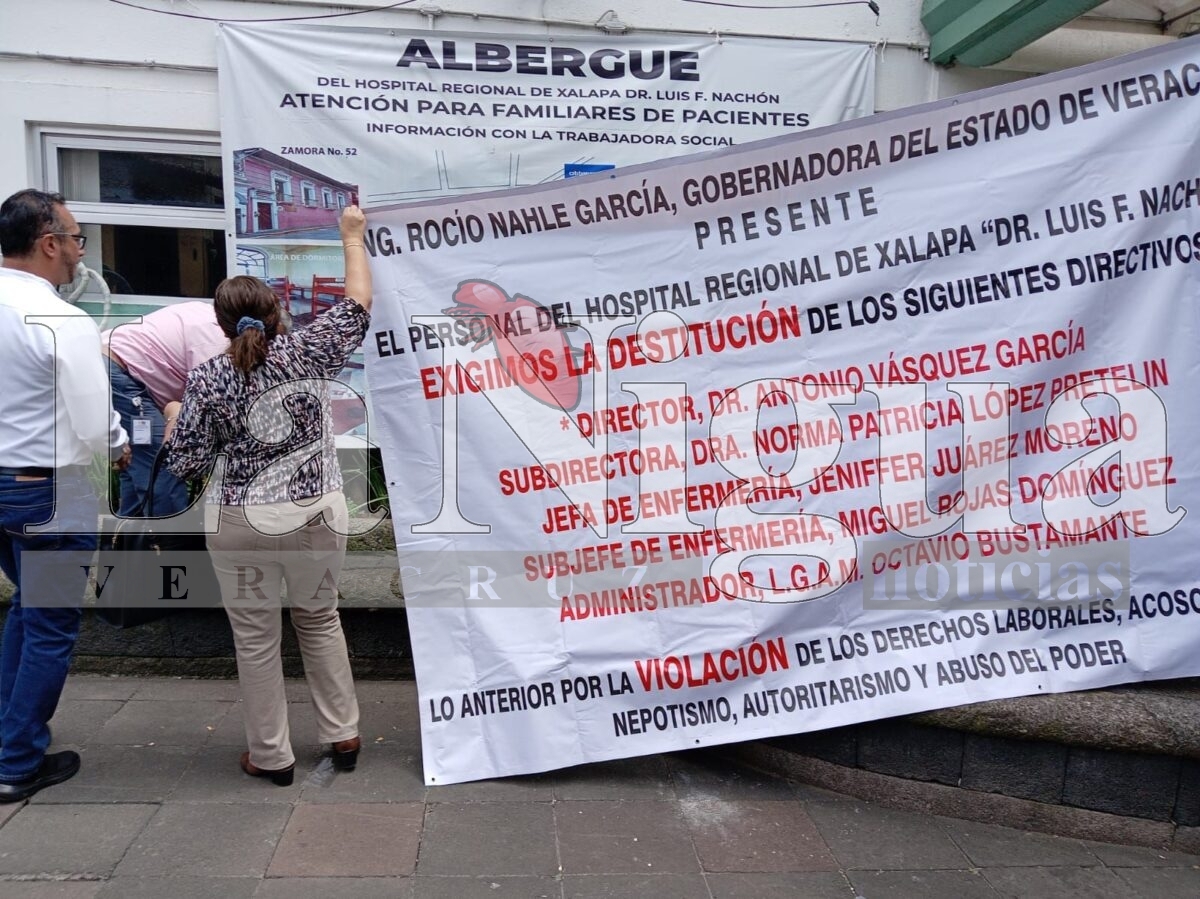 ALBERGUE
DEL HOSPITAL REGIONAL DE XALAPA DR. LUIS F. NACHÓN
ATENCIÓN PARA FAMILIARES DE PACIENTES
INFORMACIÓN CON LA TRABAJADORA SOCIAL
ZAMORA No. 52
NG. ROCÍO NAHLE GARCÍA, GOBERNADORA DEL ESTADO DE VERAC
PRESENTE
EL PERSONAL DEL HOSPITAL REGIONAL DE XALAPA “DR. LUIS F. NACH
EXIGIMOS LA DESTITUCIÓN DE LOS SIGUIENTES DIRECTIVOS
* DIRECTOR, DR. ANTONIO VÁSQUEZ GARCÍA
SUBDIRECTORA, DRA. NORMA PATRICIA LÓPEZ PRETELIN
JEFA DE ENFERMERÍA, JENIFFER JUÁREZ MORENO
SUBJEFE DE ENFERMERÍA, MIGUEL ROJAS DOMÍNGUEZ
ADMINISTRADOR, L.G.A.M. OCTAVIO BUSTAMANTE
LO ANTERIOR POR LA VIOLACIÓN DE LOS DERECHOS LABORALES, ACOSO
NEPOTISMO, AUTORITARISMO Y ABUSO DEL PODER
La Nigua
VERACRUZ noticias